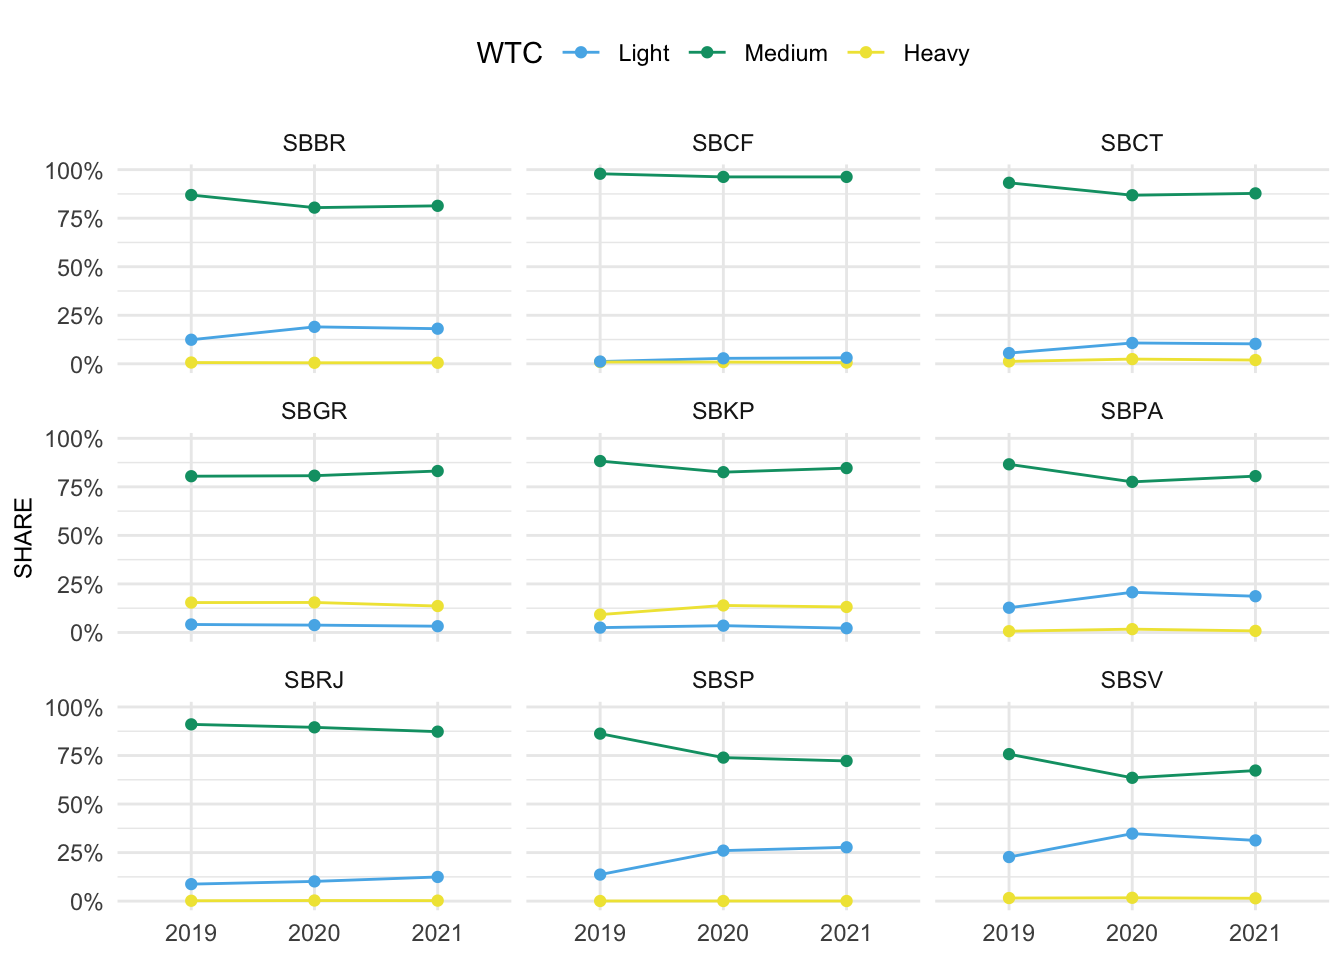 WTC Light Medium Heavy
SBBR SBCF SBCT
100%
75%
50%
25%
0%
SBGR SBKP SBPA
100%
75%
50%
25%
0%
SHARE
SBRJ SBSP SBSV
100%
75%
50%
25%
0%
2019 2020 2021 2019 2020 2021 2019 2020 2021